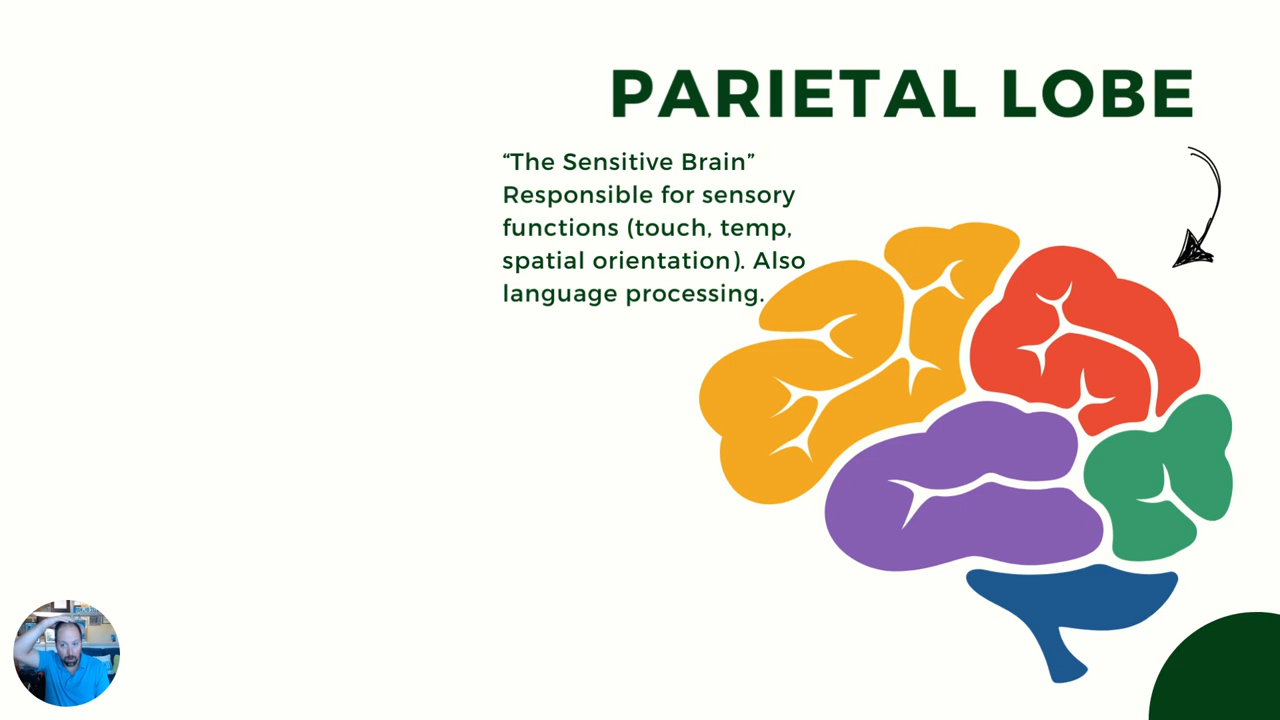 PARIETAL LOBE
“The Sensitive Brain”
Responsible for sensory
functions (touch, temp,
spatial orientation). Also
language processing.